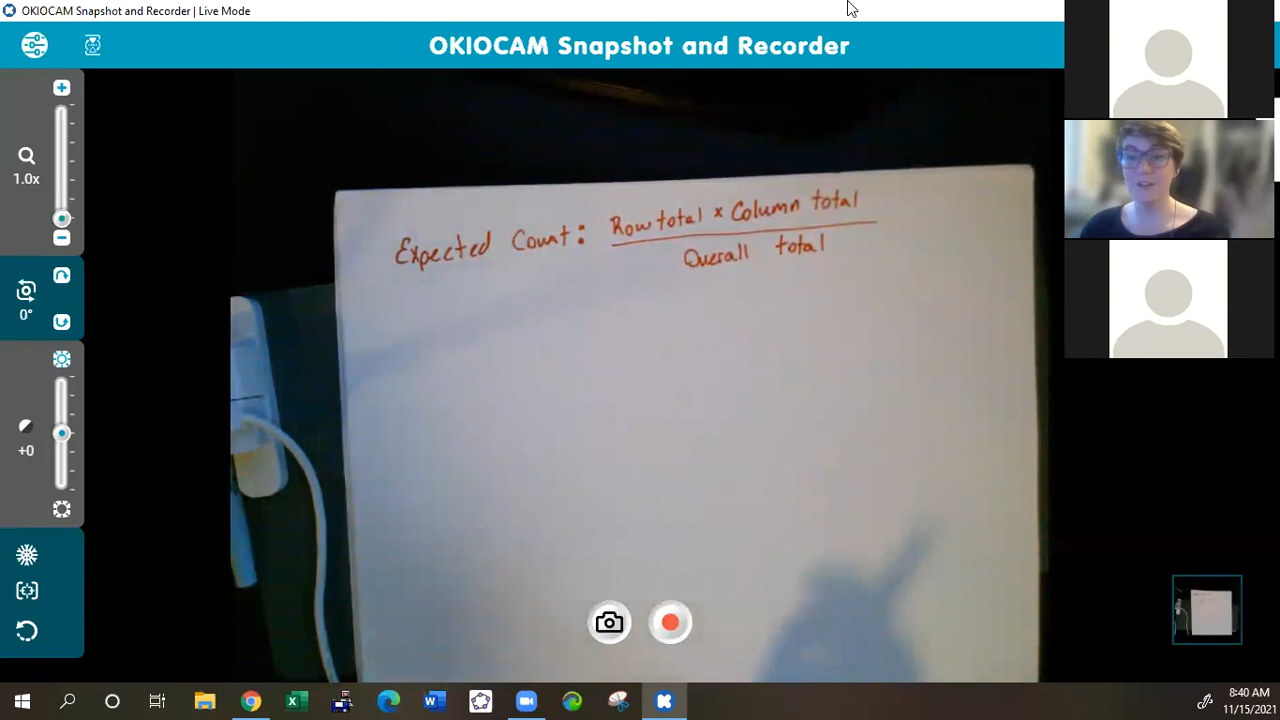 OKIOCAM Snapshot and Recorder | Live Mode
OKIOCAM Snapshot and Recorder
1.0x
0°
+0
Expected Count: Row total x Column total
Overall total
8:40 AM
11/15/2021